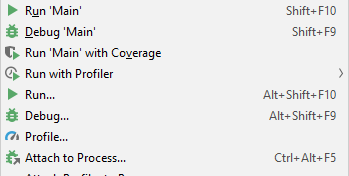 Run 'Main' Shift+F10
Debug 'Main' Shift+F9
Run 'Main' with Coverage
Run with Profiler
Run... Alt+Shift+F10
Debug... Alt+Shift+F9
Profile...
Attach to Process... Ctrl+Alt+F5